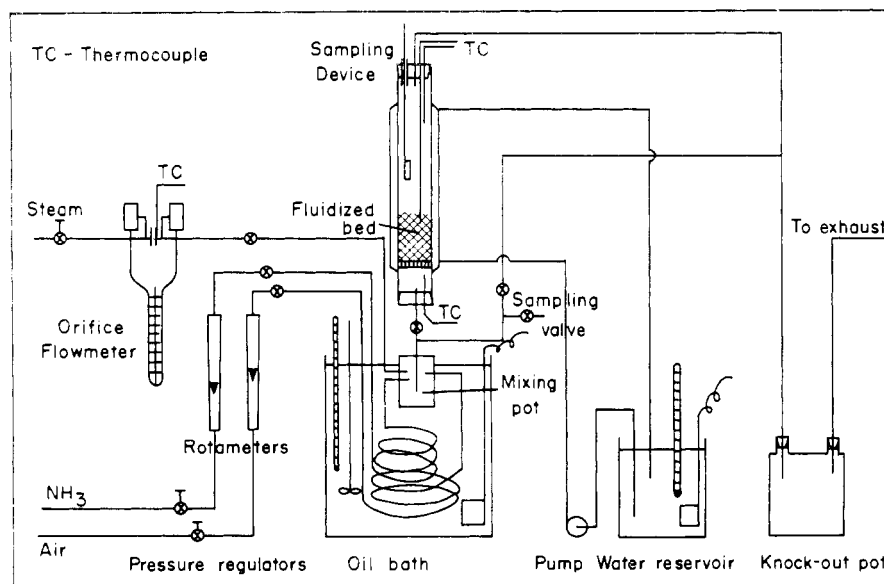 TC - Thermocouple
Sampling
Device
TC
TC
Steam
Fluidized
bed
To exhaust
TC
Sampling
valve
Orifice
Flowmeter
Mixing
pot
Rotameters
NH3
Air
Pressure regulators
Oil bath
Pump
Water reservoir
Knock-out pot